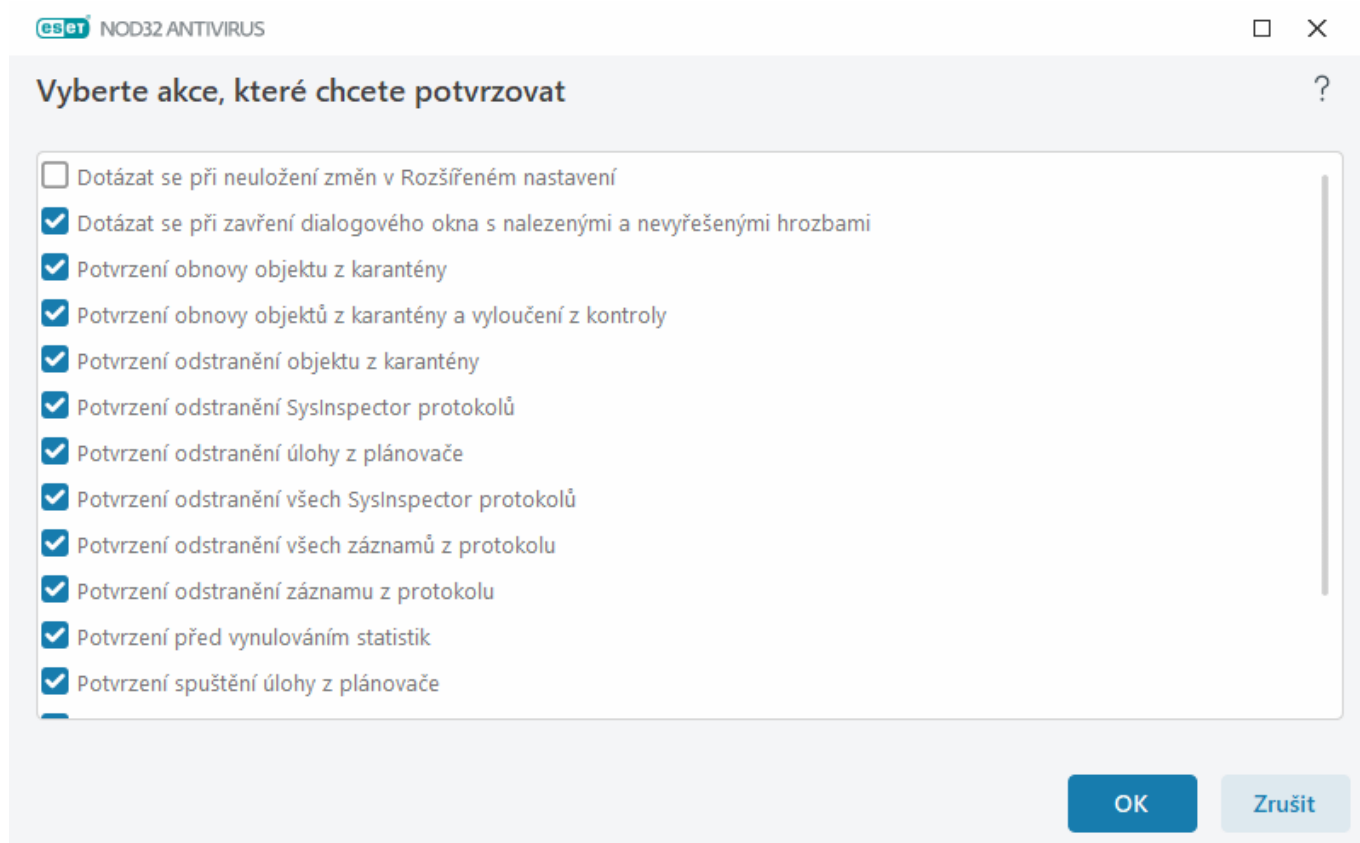 eset NOD32 ANTIVIRUS
Vyberte akce, které chcete potvrzovat
?
Dotázat se při neuložení změn v Rozšířeném nastavení
Dotázat se při zavření dialogového okna s nalezenými a nevyřešenými hrozbami
Potvrzení obnovy objektu z karantény
Potvrzení obnovy objektů z karantény a vyloučení z kontroly
Potvrzení odstranění objektu z karantény
Potvrzení odstranění SysInspector protokolů
Potvrzení odstranění úlohy z plánovače
Potvrzení odstranění všech SysInspector protokolů
Potvrzení odstranění všech záznamů z protokolu
Potvrzení odstranění záznamu z protokolu
Potvrzení před vynulováním statistik
Potvrzení spuštění úlohy z plánovače
OK
Zrušit